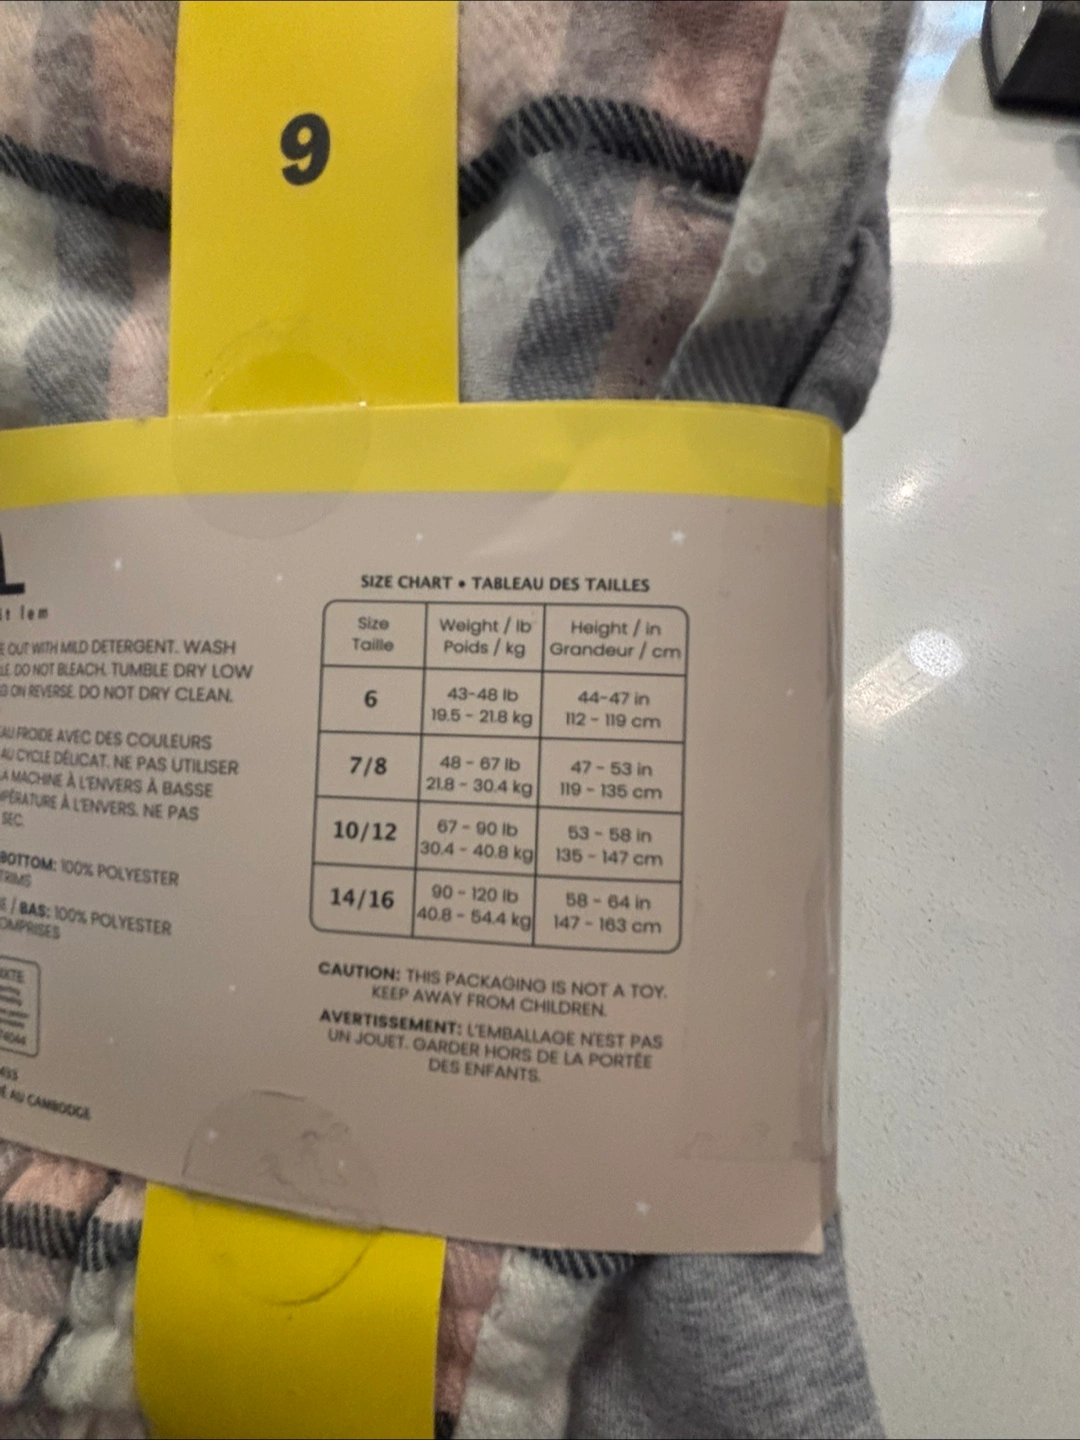 6
SIZE CHART • TABLEAU DES TAILLES
Size Taille
Weight / lb Poids / kg
Height / in Grandeur / cm
6
43-48 lb
19.5 - 21.8 kg
44-47 in
112 - 119 cm
7/8
48 - 67 lb
21.8 - 30.4 kg
47 - 53 in
119 - 135 cm
10/12
67 - 90 lb
30.4 - 40.8 kg
53 - 58 in
135 - 147 cm
14/16
90 - 120 lb
40.8 - 54.4 kg
58 - 64 in
147 - 163 cm
CAUTION: THIS PACKAGING IS NOT A TOY.
KEEP AWAY FROM CHILDREN.
AVERTISSEMENT: L'EMBALLAGE N'EST PAS
UN JOUET. GARDER HORS DE LA PORTÉE
DES ENFANTS.
OUT WITH MILD DETERGENT. WASH
DO NOT BLEACH. TUMBLE DRY LOW
ON REVERSE. DO NOT DRY CLEAN.
FROIDE AVEC DES COULEURS
AU CYCLE DÉLICAT. NE PAS UTILISER
MACHINE À L'ENVERS À BASSE
À L'ENVERS. NE PAS
SEC.
BOTTOM: 100% POLYESTER
TRIMS
/ BAS: 100% POLYESTER
AU CAMBODGE